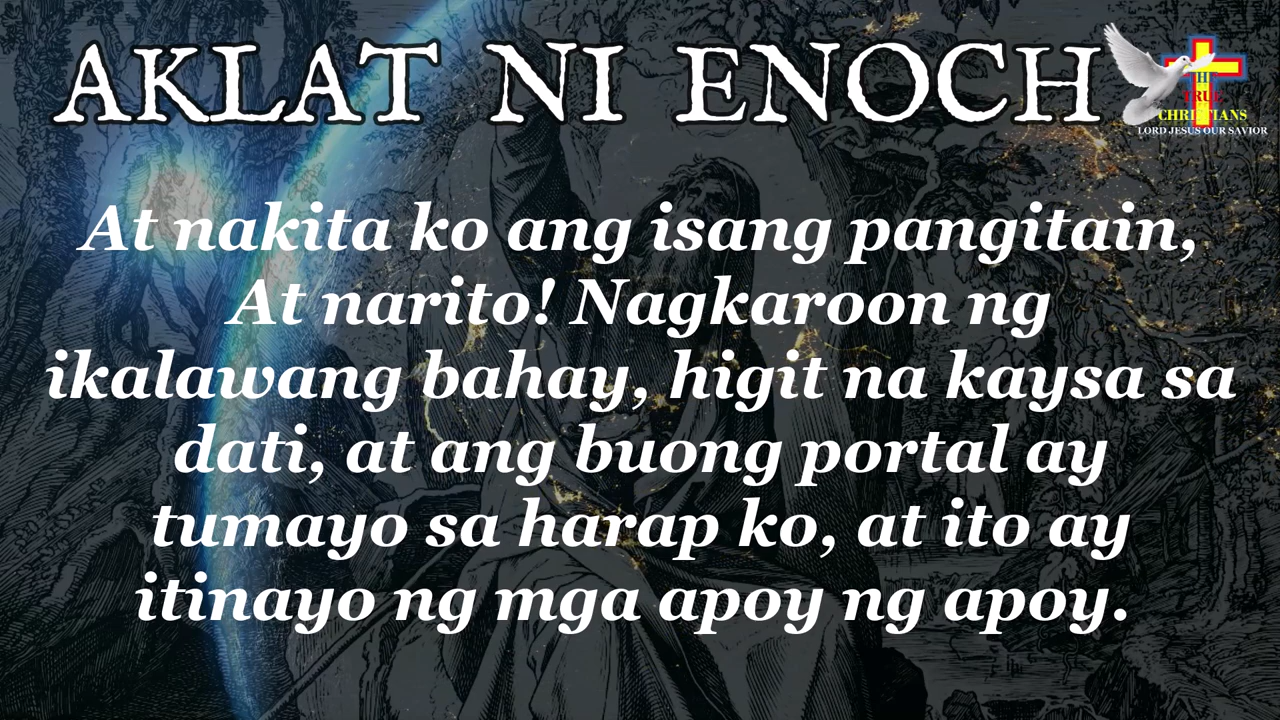 AKLAT NI ENOCH
TRUE
CHRISTIANS
LORD JESUS OUR SAVIOR
At nakita ko ang isang pangitain,
At narito! Nagkaroon ng
ikalawang bahay, higit na kaysa sa
dati, at ang buong portal ay
tumayo sa harap ko, at ito ay
itinayo ng mga apoy ng apoy.